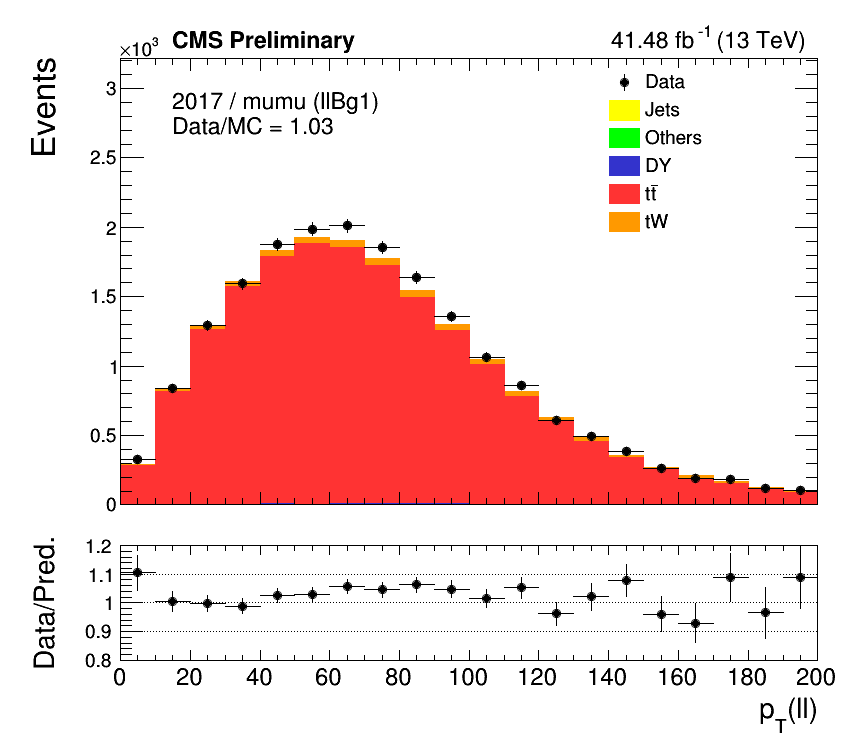 ×10³ CMS Preliminary 41.48 fb⁻¹ (13 TeV)
Events
2017 / mumu (llBg1)
Data/MC = 1.03
Data
Jets
Others
DY
tt̄
tW
3
2.5
2
1.5
1
0.5
0
Data/Pred.
1.2
1.1
1
0.9
0.8
0 20 40 60 80 100 120 140 160 180 200
p_T(ll)